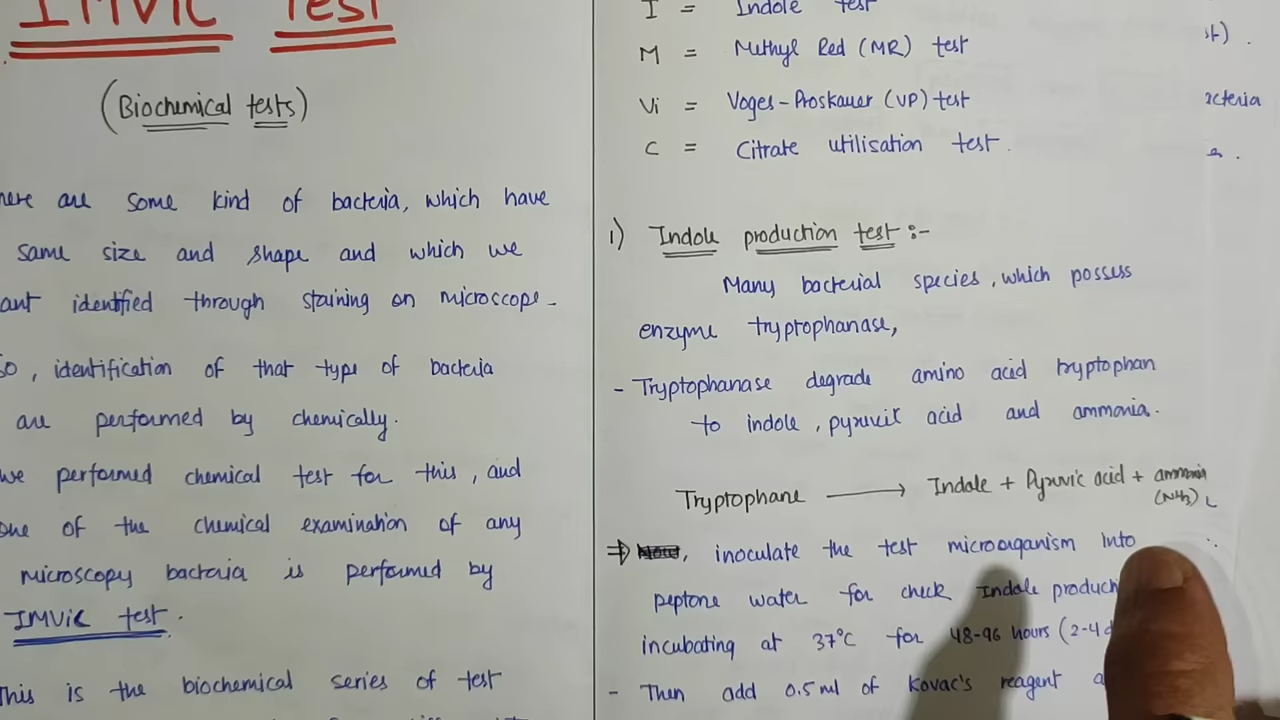 IMViC Test
(Biochemical tests)
here are some kind of bacteria, which have
same size and shape and which we
ant identified through staining on microscope.
So, identification of that type of bacteria
are performed by chemically.
we performed chemical test for this, and
one of the chemical examination of any
microscopy bacteria is performed by
IMViC test.
This is the biochemical series of test
I = Indole test
M = Methyl Red (MR) test
Vi = Voges-Proskauer (VP) test
C = Citrate utilisation test.
i) Indole production test :-
Many bacterial species, which possess
enzyme tryptophanase,
- Tryptophanase degrade amino acid tryptophan
to indole, pyruvic acid and ammonia.
Tryptophane → Indole + Pyruvic acid + ammonia
(NH3)
⇒ , inoculate the test microorganism into
peptone water for check Indole product
incubating at 37°C for 48-96 hours (2-4 d
- Then add 0.5 ml of Kovac's reagent a
st).
acteria